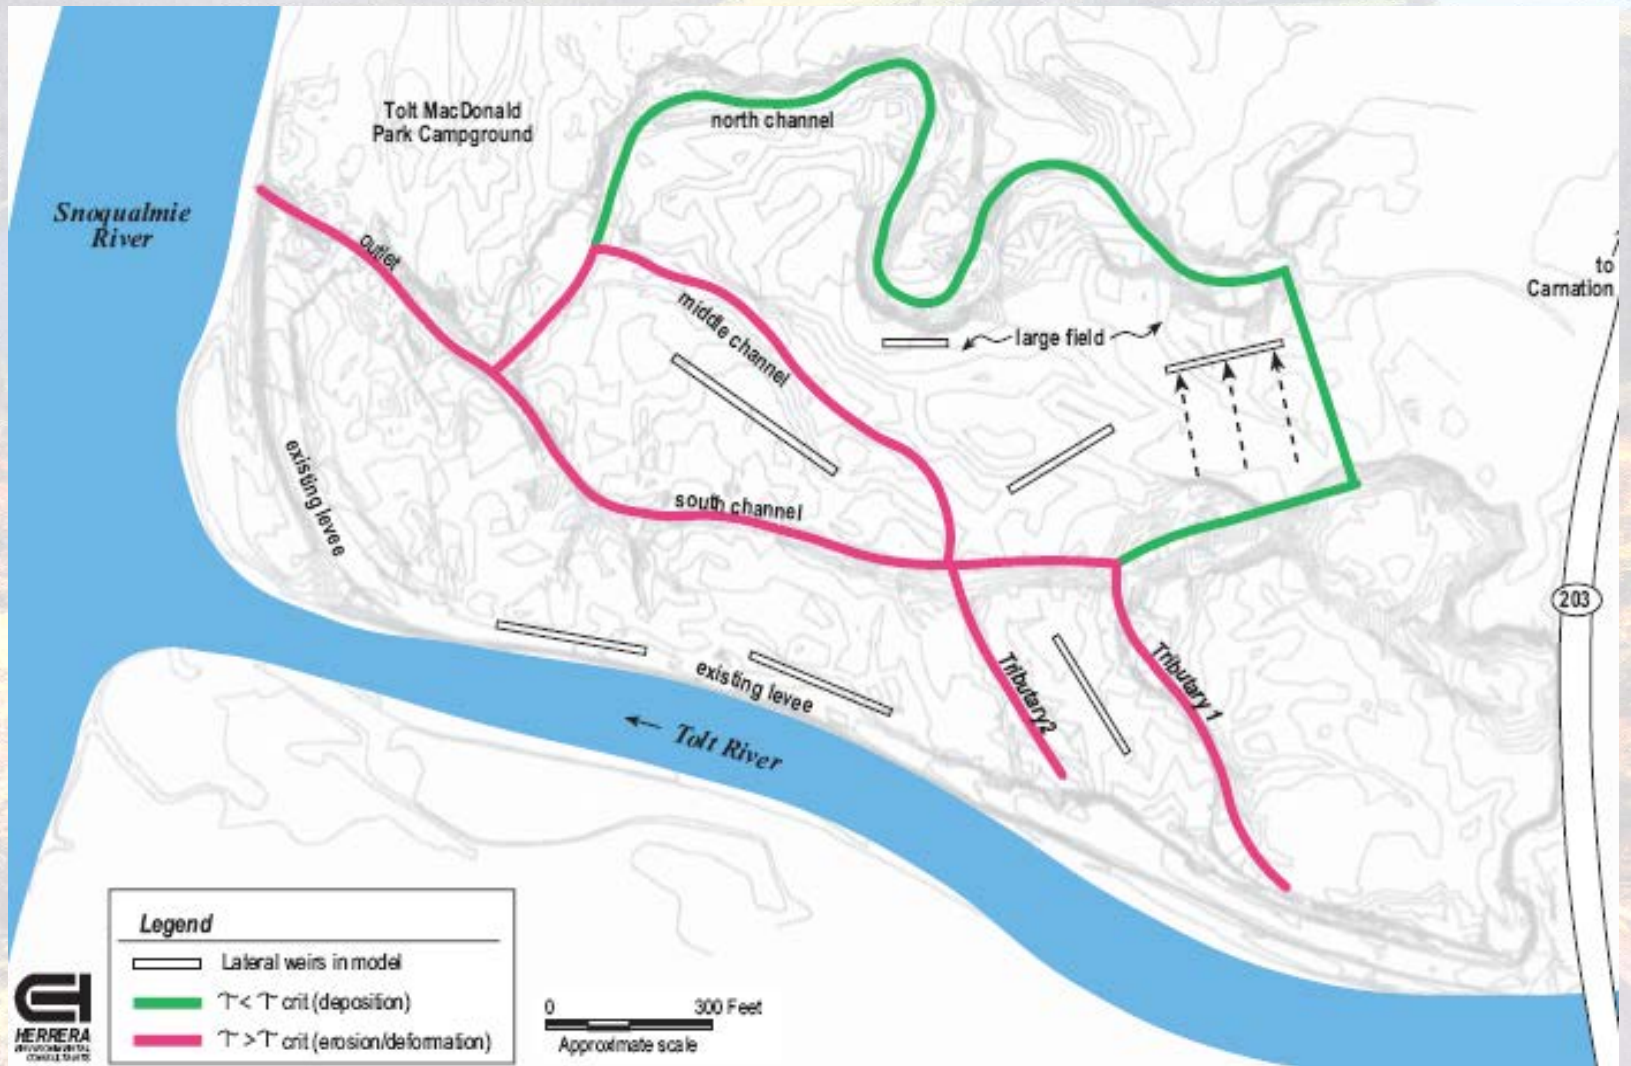 Tolt MacDonald
Park Campground
north channel
Snoqualmie
River
outlet
to
Carnation
middle channel
large field
existing levee
south channel
203
Tributary 2
Tributary 1
existing levee
Tolt River
Legend
Lateral weirs in model
T < T crit (deposition)
T > T crit (erosion/deformation)
0 300 Feet
Approximate scale
HERRERA
ENVIRONMENTAL
CONSULTANTS